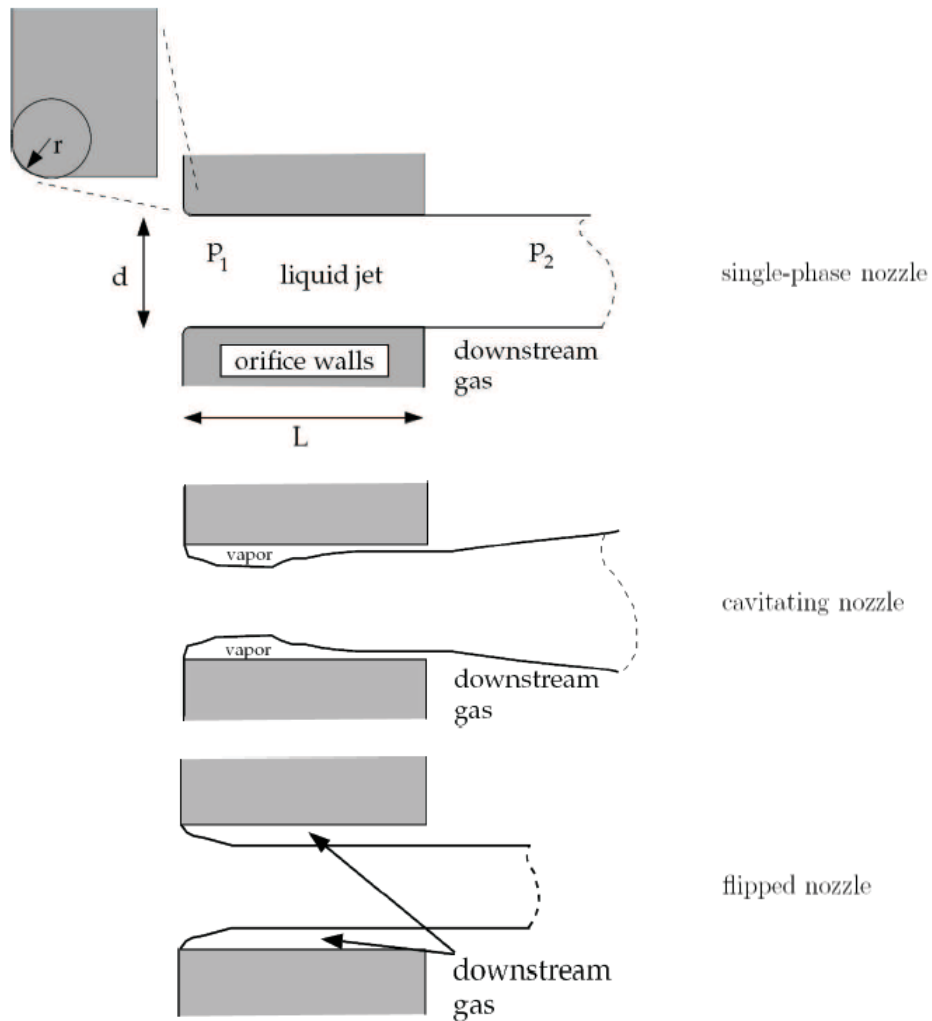 r
d
p1
p2
liquid jet
single-phase nozzle
orifice walls
downstream
gas
L
vapor
cavitating nozzle
vapor
downstream
gas
flipped nozzle
downstream
gas